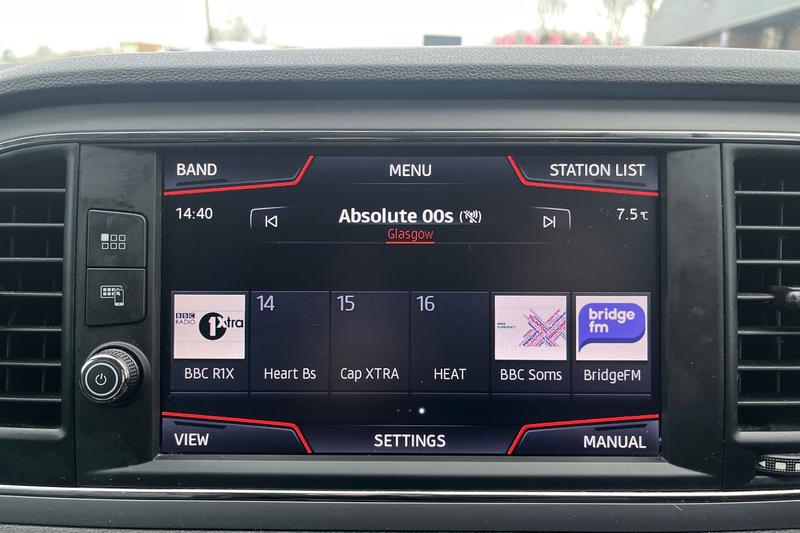 BAND
MENU
STATION LIST
14:40
Absolute 00s
7.5°C
Glasgow
BBC
RADIO
1Xtra
14
15
16
bridge
fm
BBC R1X
Heart Bs
Cap XTRA
HEAT
BBC Soms
BridgeFM
VIEW
SETTINGS
MANUAL